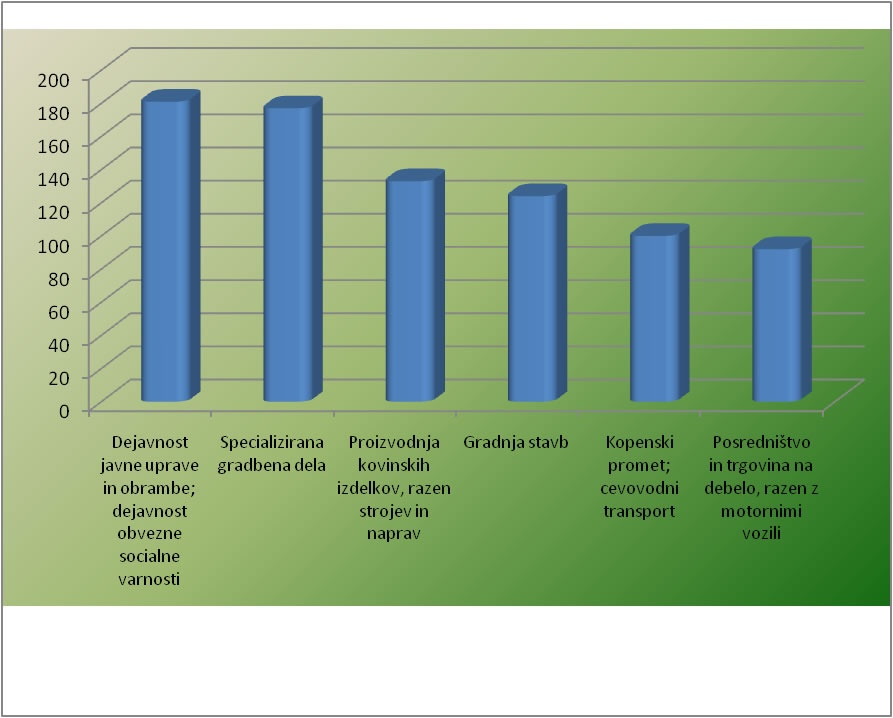 200
180
160
140
120
100
80
60
40
20
0
Dejavnost
javne uprave
in obrambe;
dejavnost
obvezne
socialne
varnosti
Specializirana
gradbena dela
Proizvodnja
kovinskih
izdelkov, razen
strojev in
naprav
Gradnja stavb
Kopenski
promet;
cevovodni
transport
Posredništvo
in trgovina na
debelo, razen z
motornimi
vozili